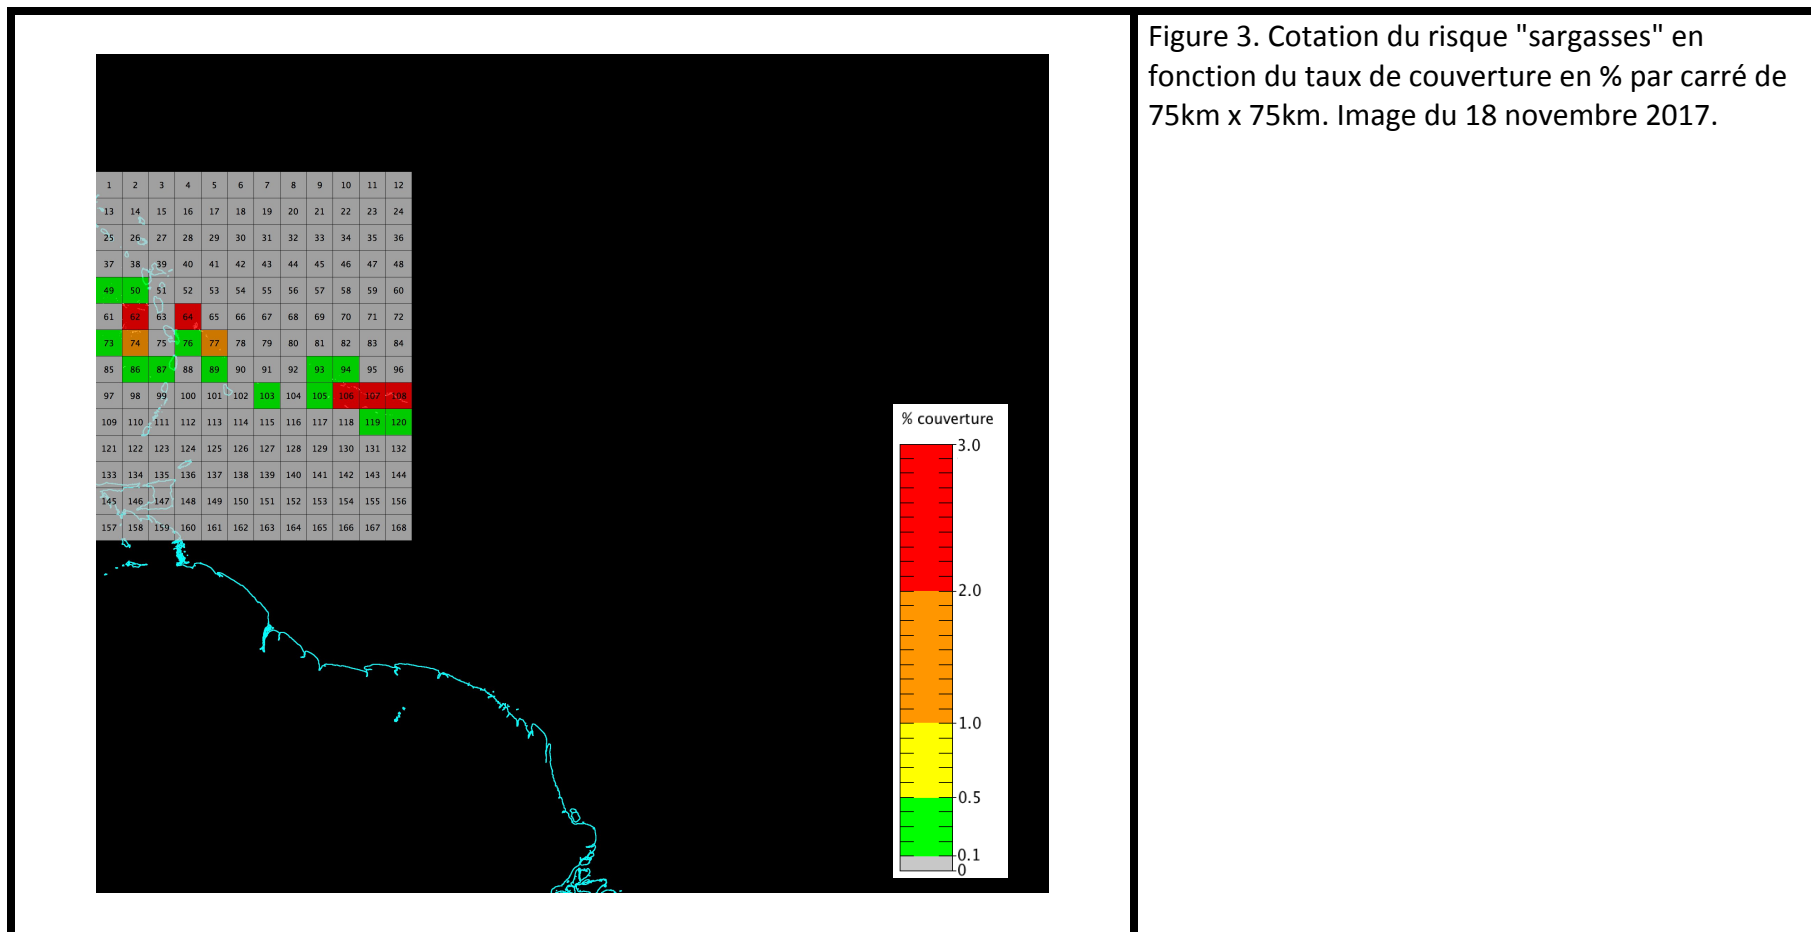 Figure 3. Cotation du risque "sargasses" en
fonction du taux de couverture en % par carré de
75km x 75km. Image du 18 novembre 2017.
1 2 3 4 5 6 7 8 9 10 11 12
13 14 15 16 17 18 19 20 21 22 23 24
25 26 27 28 29 30 31 32 33 34 35 36
37 38 39 40 41 42 43 44 45 46 47 48
49 50 51 52 53 54 55 56 57 58 59 60
61 62 63 64 65 66 67 68 69 70 71 72
73 74 75 76 77 78 79 80 81 82 83 84
85 86 87 88 89 90 91 92 93 94 95 96
97 98 99 100 101 102 103 104 105 106 107 108
109 110 111 112 113 114 115 116 117 118 119 120
121 122 123 124 125 126 127 128 129 130 131 132
133 134 135 136 137 138 139 140 141 142 143 144
145 146 147 148 149 150 151 152 153 154 155 156
157 158 159 160 161 162 163 164 165 166 167 168
% couverture
3.0
2.0
1.0
0.5
0.1
0